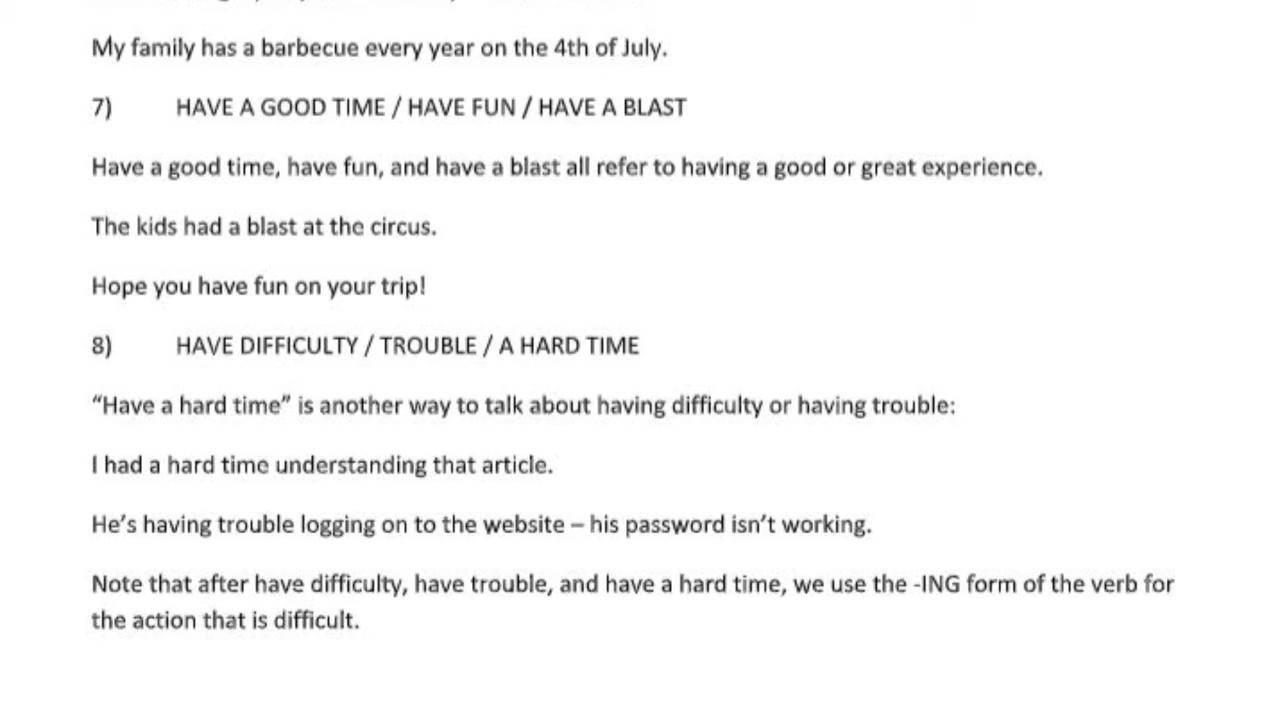 My family has a barbecue every year on the 4th of July.
7) HAVE A GOOD TIME / HAVE FUN / HAVE A BLAST
Have a good time, have fun, and have a blast all refer to having a good or great experience.
The kids had a blast at the circus.
Hope you have fun on your trip!
8) HAVE DIFFICULTY / TROUBLE / A HARD TIME
“Have a hard time” is another way to talk about having difficulty or having trouble:
I had a hard time understanding that article.
He’s having trouble logging on to the website – his password isn’t working.
Note that after have difficulty, have trouble, and have a hard time, we use the -ING form of the verb for
the action that is difficult.